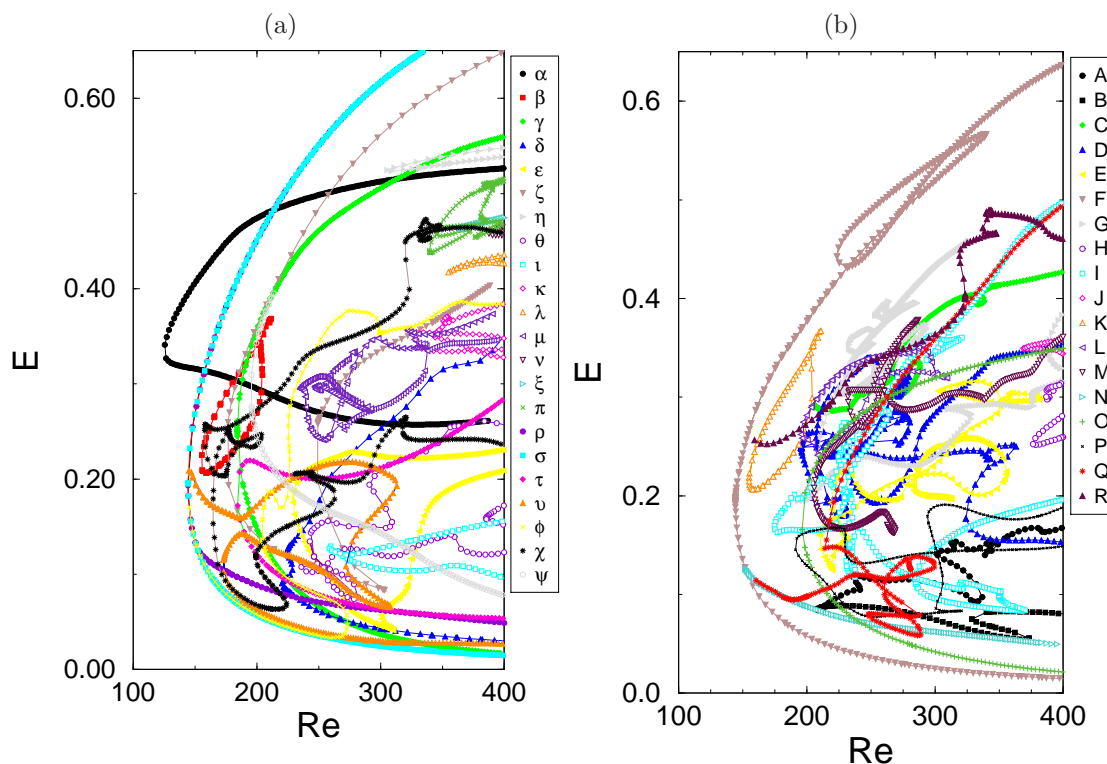 (a)
E
0.60
0.40
0.20
0.00
100
200
300
400
Re
α
β
γ
δ
ε
ζ
η
θ
ι
κ
λ
μ
ν
ξ
π
ρ
σ
τ
υ
φ
χ
ψ
(b)
E
0.6
0.4
0.2
0.0
100
200
300
400
Re
A
B
C
D
E
F
G
H
I
J
K
L
M
N
O
P
Q
R